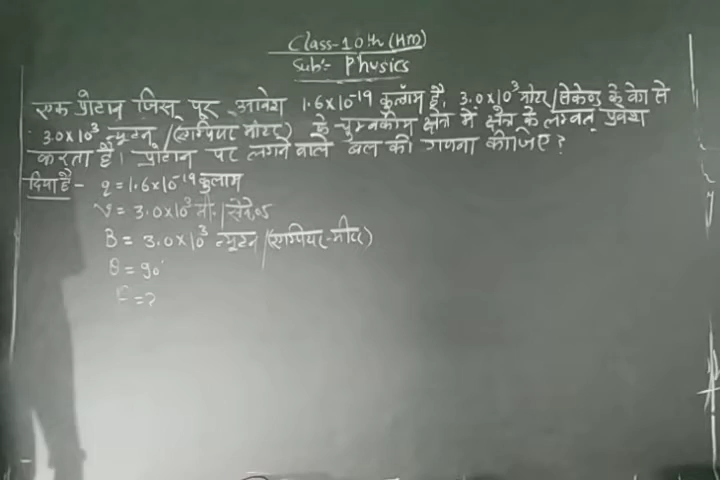 Class-10th (HM)
Sub:- Physics
एक प्रोटान जिस पर आवेश 1.6×10⁻¹⁹ कुलॉम है, 3.0×10³ मीटर/सेकेण्ड के वेग से
3.0×10³ न्यूटन/(एम्पियर मीटर) के चुम्बकीय क्षेत्र में क्षेत्र के लम्बवत् प्रवेश
करता है। प्रोटान पर लगने वाले बल की गणना कीजिए?
दिया है- q = 1.6×10⁻¹⁹ कुलाम
v = 3.0×10³ मी./सेकेण्ड
B = 3.0×10³ न्यूटन/(एम्पियर-मीटर)
θ = 90°
F = ?